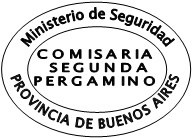 Ministerio de Seguridad
COMISARIA
SEGUNDA
PERGAMINO
PROVINCIA DE BUENOS AIRES